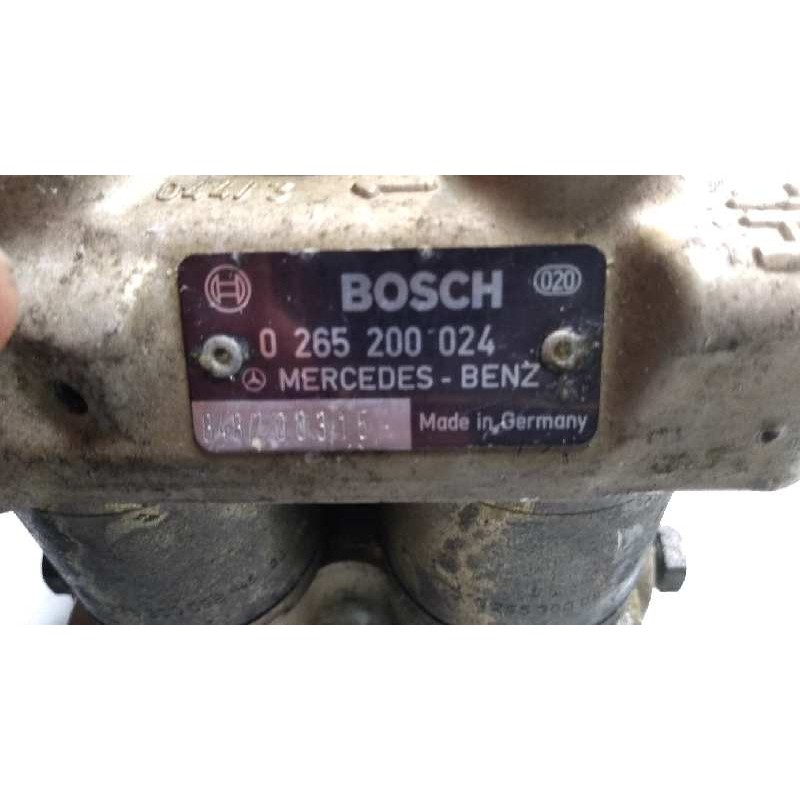 BOSCH 020
0 265 200 024
MERCEDES-BENZ
Made in Germany